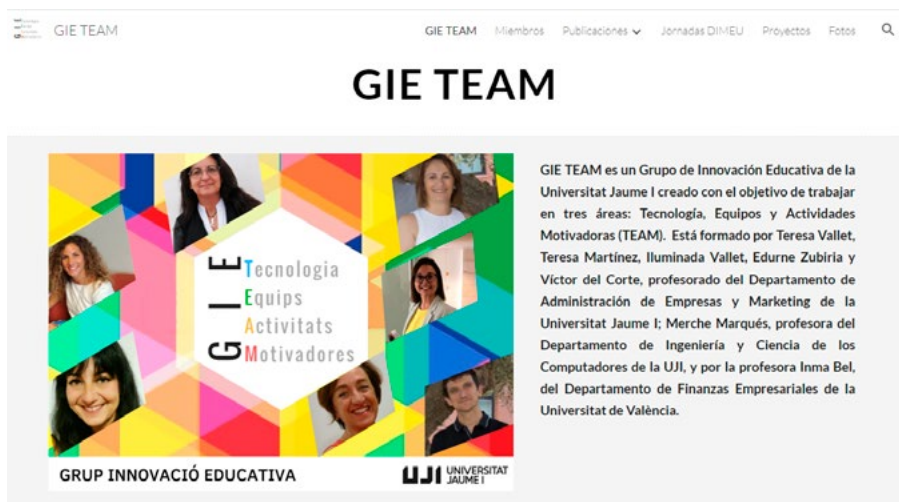 GIE TEAM
GIE TEAM Miembros Publicaciones Jornadas DIMEU Proyectos Fotos
GIE TEAM
GIE
Tecnologia
Equips
Activitats
Motivadores
GRUP INNOVACIÓ EDUCATIVA
UJI UNIVERSITAT
JAUME I
GIE TEAM es un Grupo de Innovación Educativa de la
Universitat Jaume I creado con el objetivo de trabajar
en tres áreas: Tecnología, Equipos y Actividades
Motivadoras (TEAM). Está formado por Teresa Vallet,
Teresa Martínez, Iluminada Vallet, Edurne Zubiria y
Víctor del Corte, profesorado del Departamento de
Administración de Empresas y Marketing de la
Universitat Jaume I; Merche Marqués, profesora del
Departamento de Ingeniería y Ciencia de los
Computadores de la UJI, y por la profesora Inma Bel,
del Departamento de Finanzas Empresariales de la
Universitat de València.